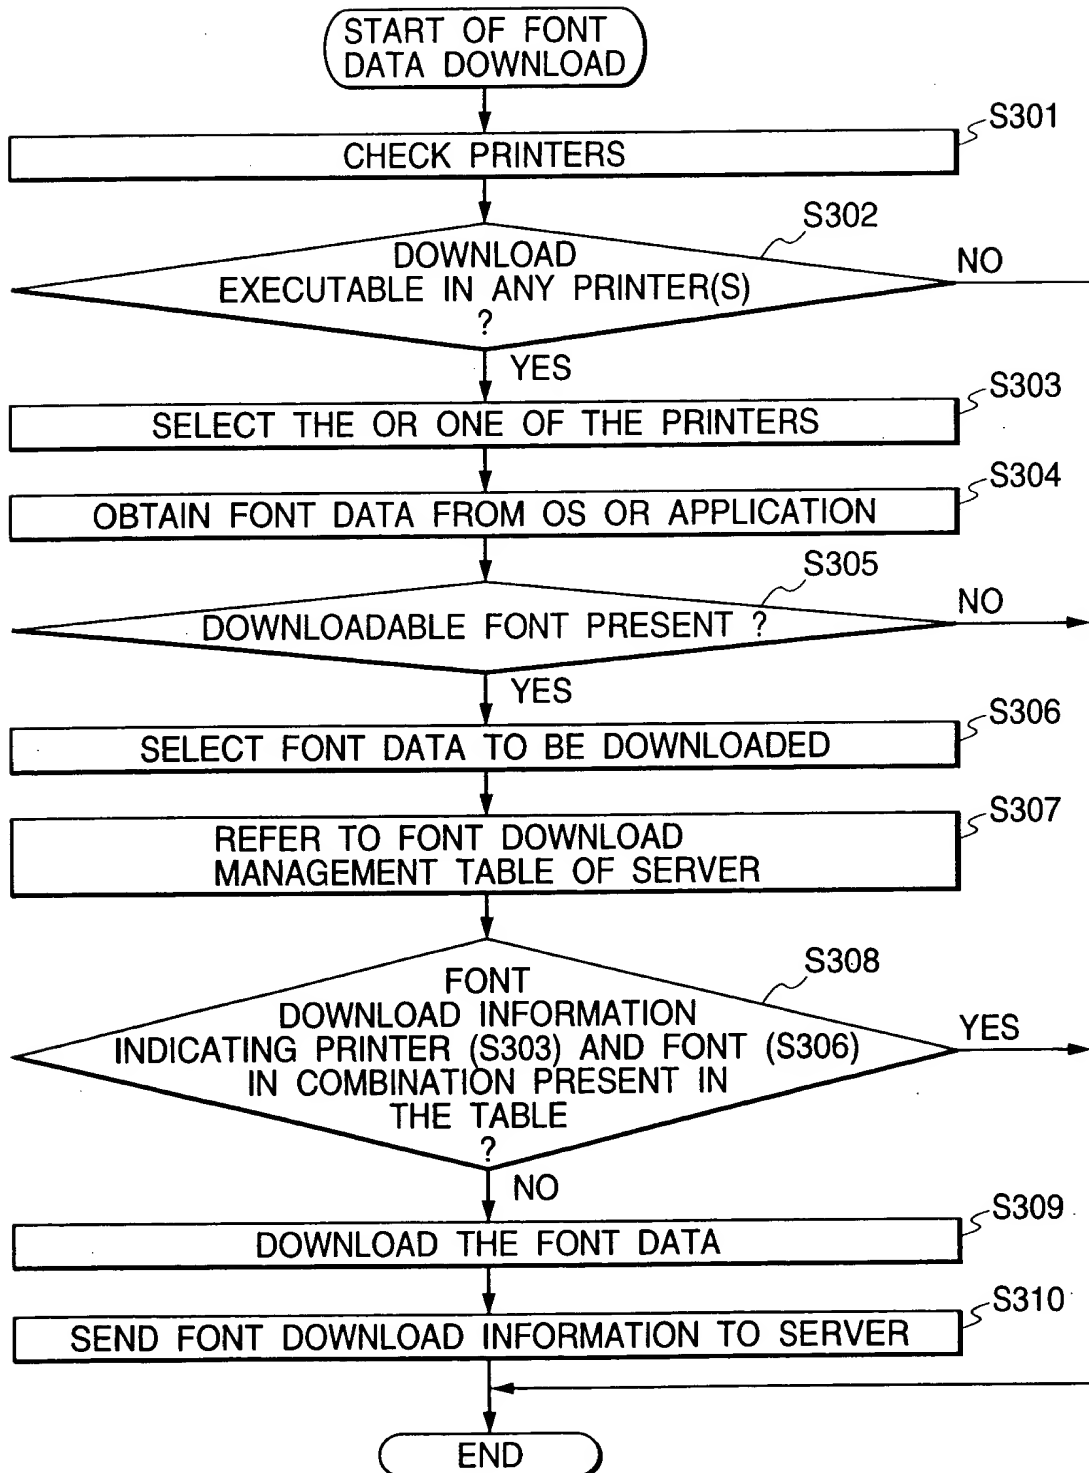 START OF FONT
DATA DOWNLOAD
S301
CHECK PRINTERS
S302
DOWNLOAD
EXECUTABLE IN ANY PRINTER(S)
?
NO
YES
S303
SELECT THE OR ONE OF THE PRINTERS
S304
OBTAIN FONT DATA FROM OS OR APPLICATION
S305
DOWNLOADABLE FONT PRESENT ?
NO
YES
S306
SELECT FONT DATA TO BE DOWNLOADED
S307
REFER TO FONT DOWNLOAD
MANAGEMENT TABLE OF SERVER
S308
FONT
DOWNLOAD INFORMATION
INDICATING PRINTER (S303) AND FONT (S306)
IN COMBINATION PRESENT IN
THE TABLE
?
YES
NO
S309
DOWNLOAD THE FONT DATA
S310
SEND FONT DOWNLOAD INFORMATION TO SERVER
END